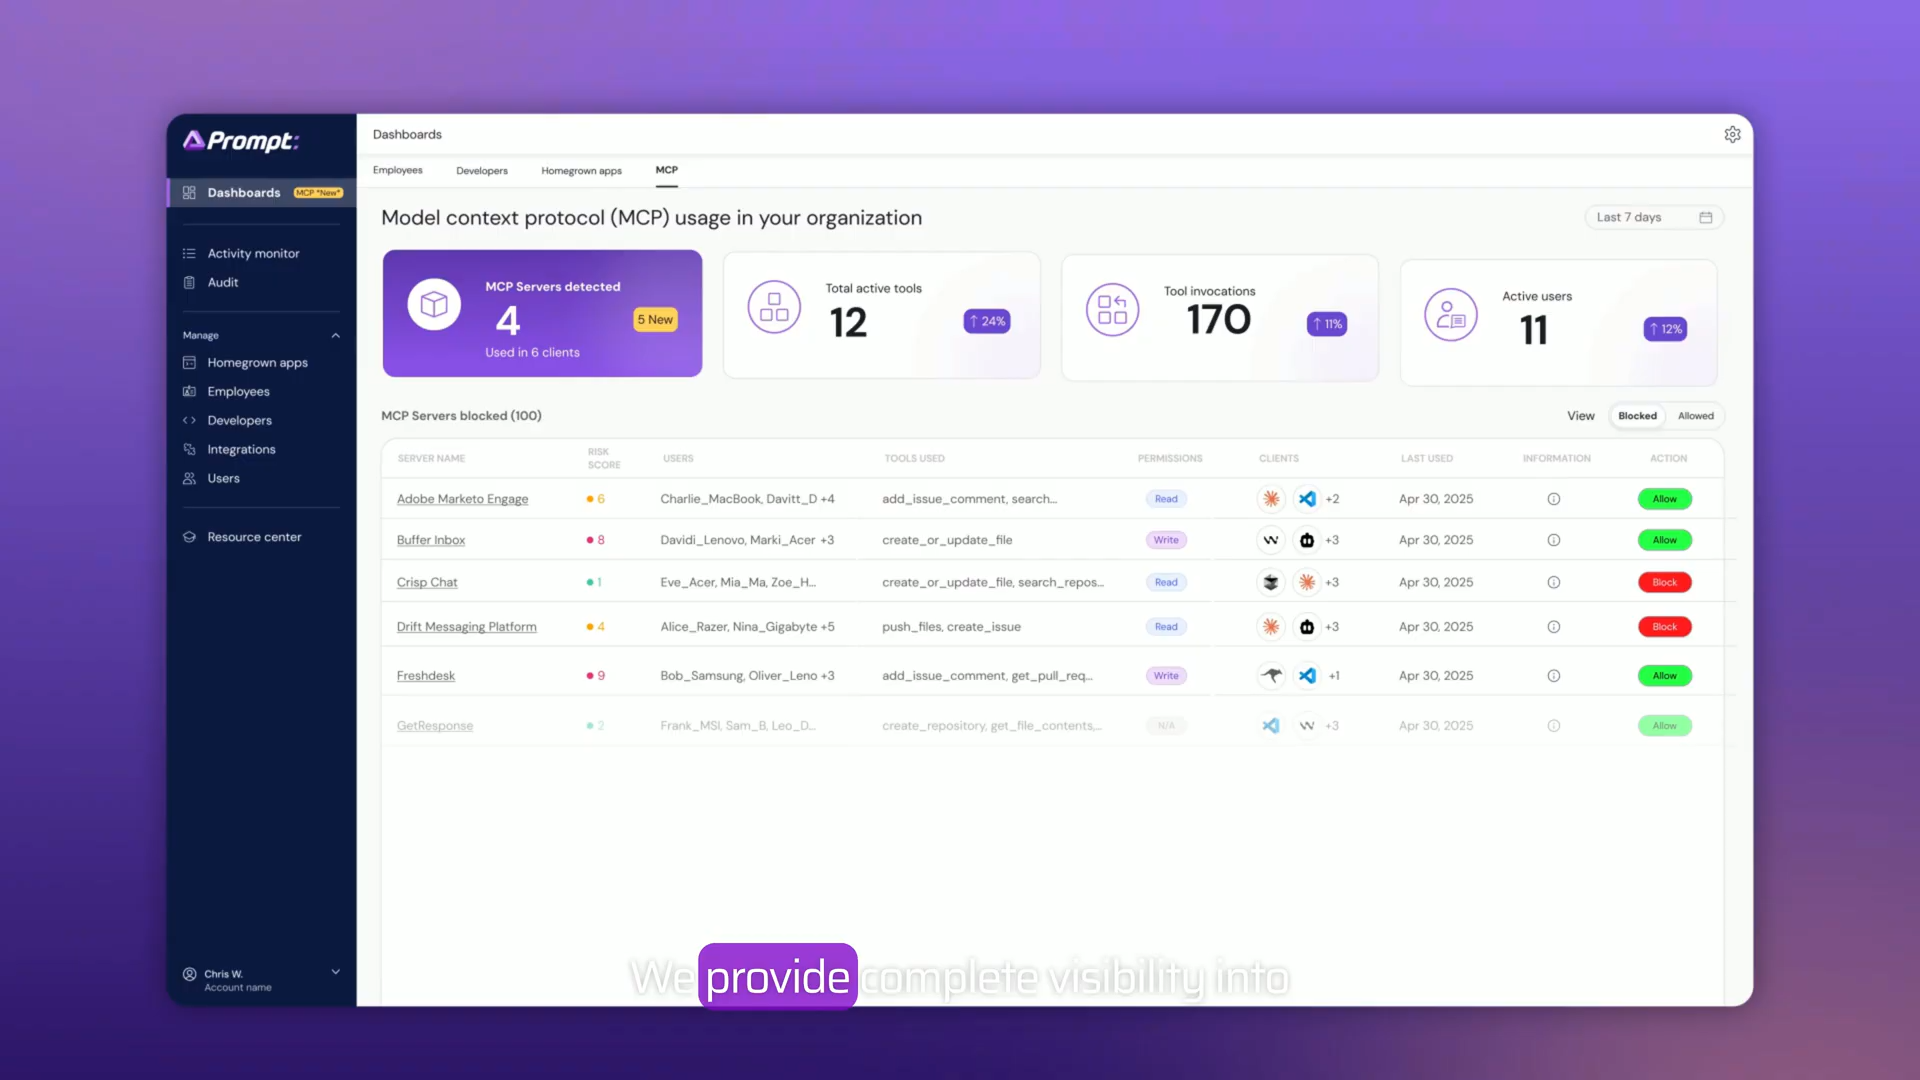 Prompt:
Dashboards MCP *New*
Activity monitor
Audit
Manage
Homegrown apps
Employees
Developers
Integrations
Users
Resource center
Chris W.
Account name
Dashboards
Employees Developers Homegrown apps MCP
Model context protocol (MCP) usage in your organization
Last 7 days
MCP Servers detected
4
5 New
Used in 6 clients
Total active tools
12
↑ 24%
Tool invocations
170
↑ 11%
Active users
11
↑ 12%
MCP Servers blocked (100)
View Blocked Allowed
SERVER NAME RISK SCORE USERS TOOLS USED PERMISSIONS CLIENTS LAST USED INFORMATION ACTION
Adobe Marketo Engage 6 Charlie_MacBook, Davitt_D +4 add_issue_comment, search... Read +2 Apr 30, 2025 Allow
Buffer Inbox 8 Davidi_Lenovo, Marki_Acer +3 create_or_update_file Write +3 Apr 30, 2025 Allow
Crisp Chat 1 Eve_Acer, Mia_Ma, Zoe_H... create_or_update_file, search_repos... Read +3 Apr 30, 2025 Block
Drift Messaging Platform 4 Alice_Razer, Nina_Gigabyte +5 push_files, create_issue Read +3 Apr 30, 2025 Block
Freshdesk 9 Bob_Samsung, Oliver_Leno +3 add_issue_comment, get_pull_req... Write +1 Apr 30, 2025 Allow
GetResponse 2 Frank_MSI, Sam_B, Leo_D... create_repository, get_file_contents,... N/A +3 Apr 30, 2025 Allow
We provide complete visibility into